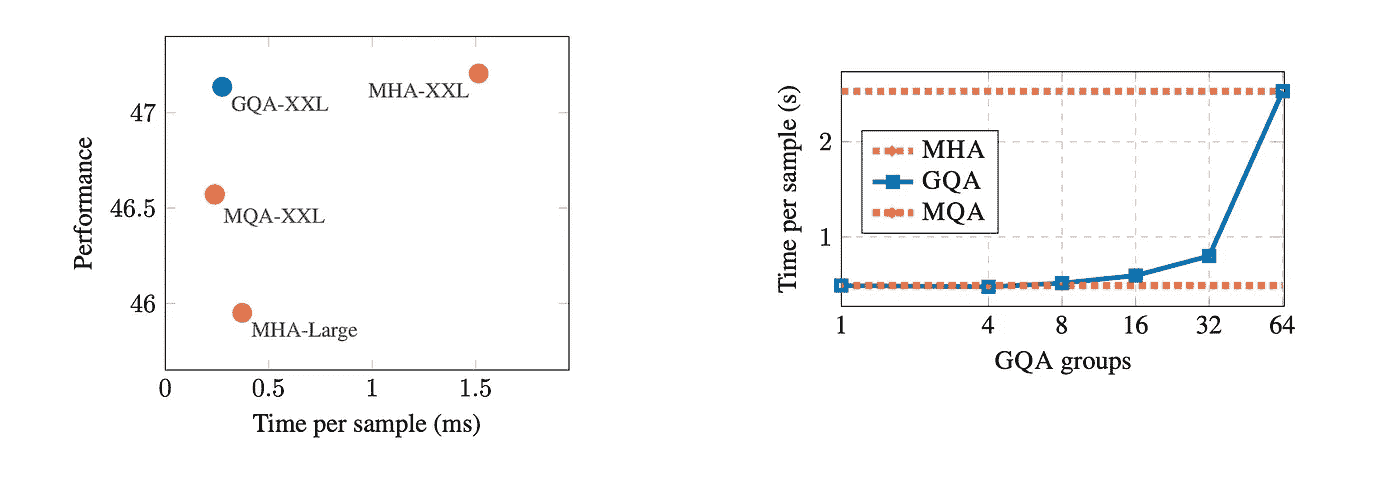 Performance
47
46.5
46
GQA-XXL
MHA-XXL
MQA-XXL
MHA-Large
0 0.5 1 1.5
Time per sample (ms)
Time per sample (s)
2
1
MHA
GQA
MQA
1 4 8 16 32 64
GQA groups